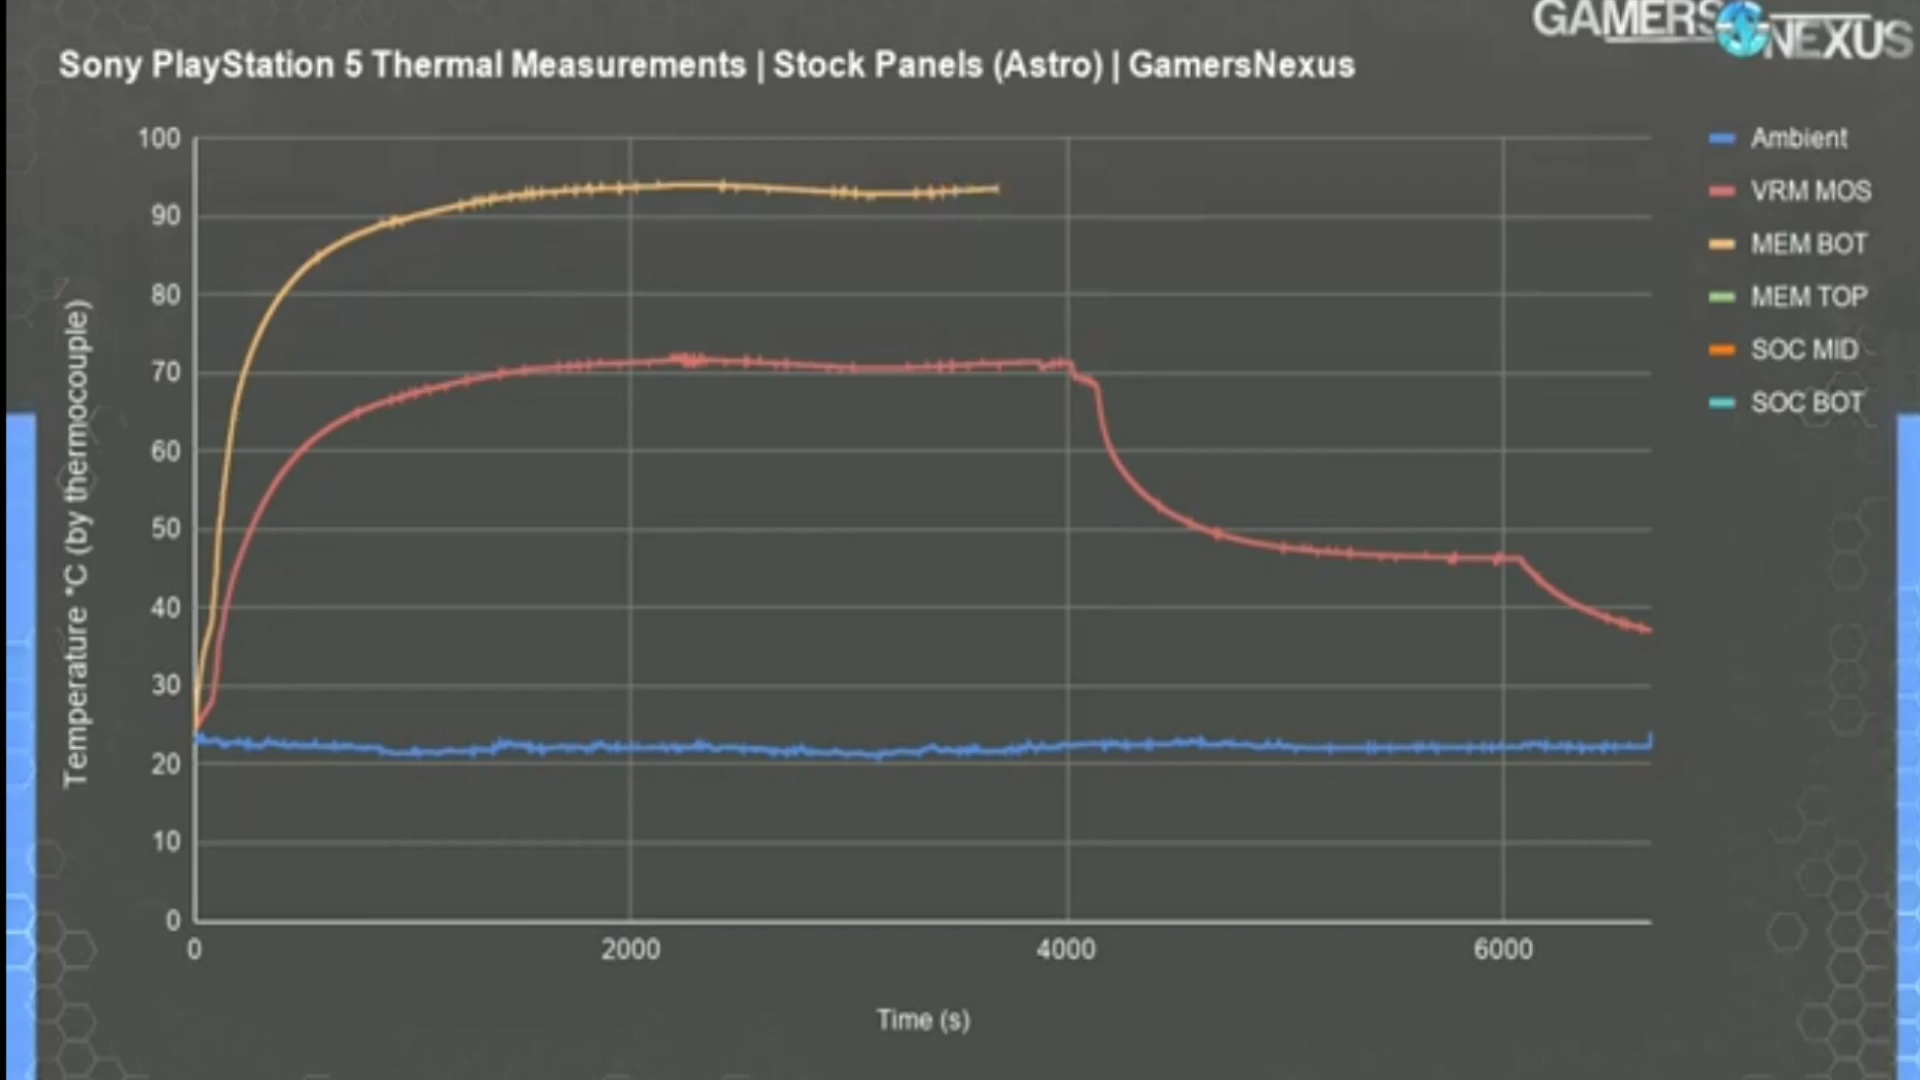 GAMERS NEXUS
Sony PlayStation 5 Thermal Measurements | Stock Panels (Astro) | GamersNexus
Ambient
VRM MOS
MEM BOT
MEM TOP
SOC MID
SOC BOT
Temperature °C (by thermocouple)
100
90
80
70
60
50
40
30
20
10
0
0 2000 4000 6000
Time (s)